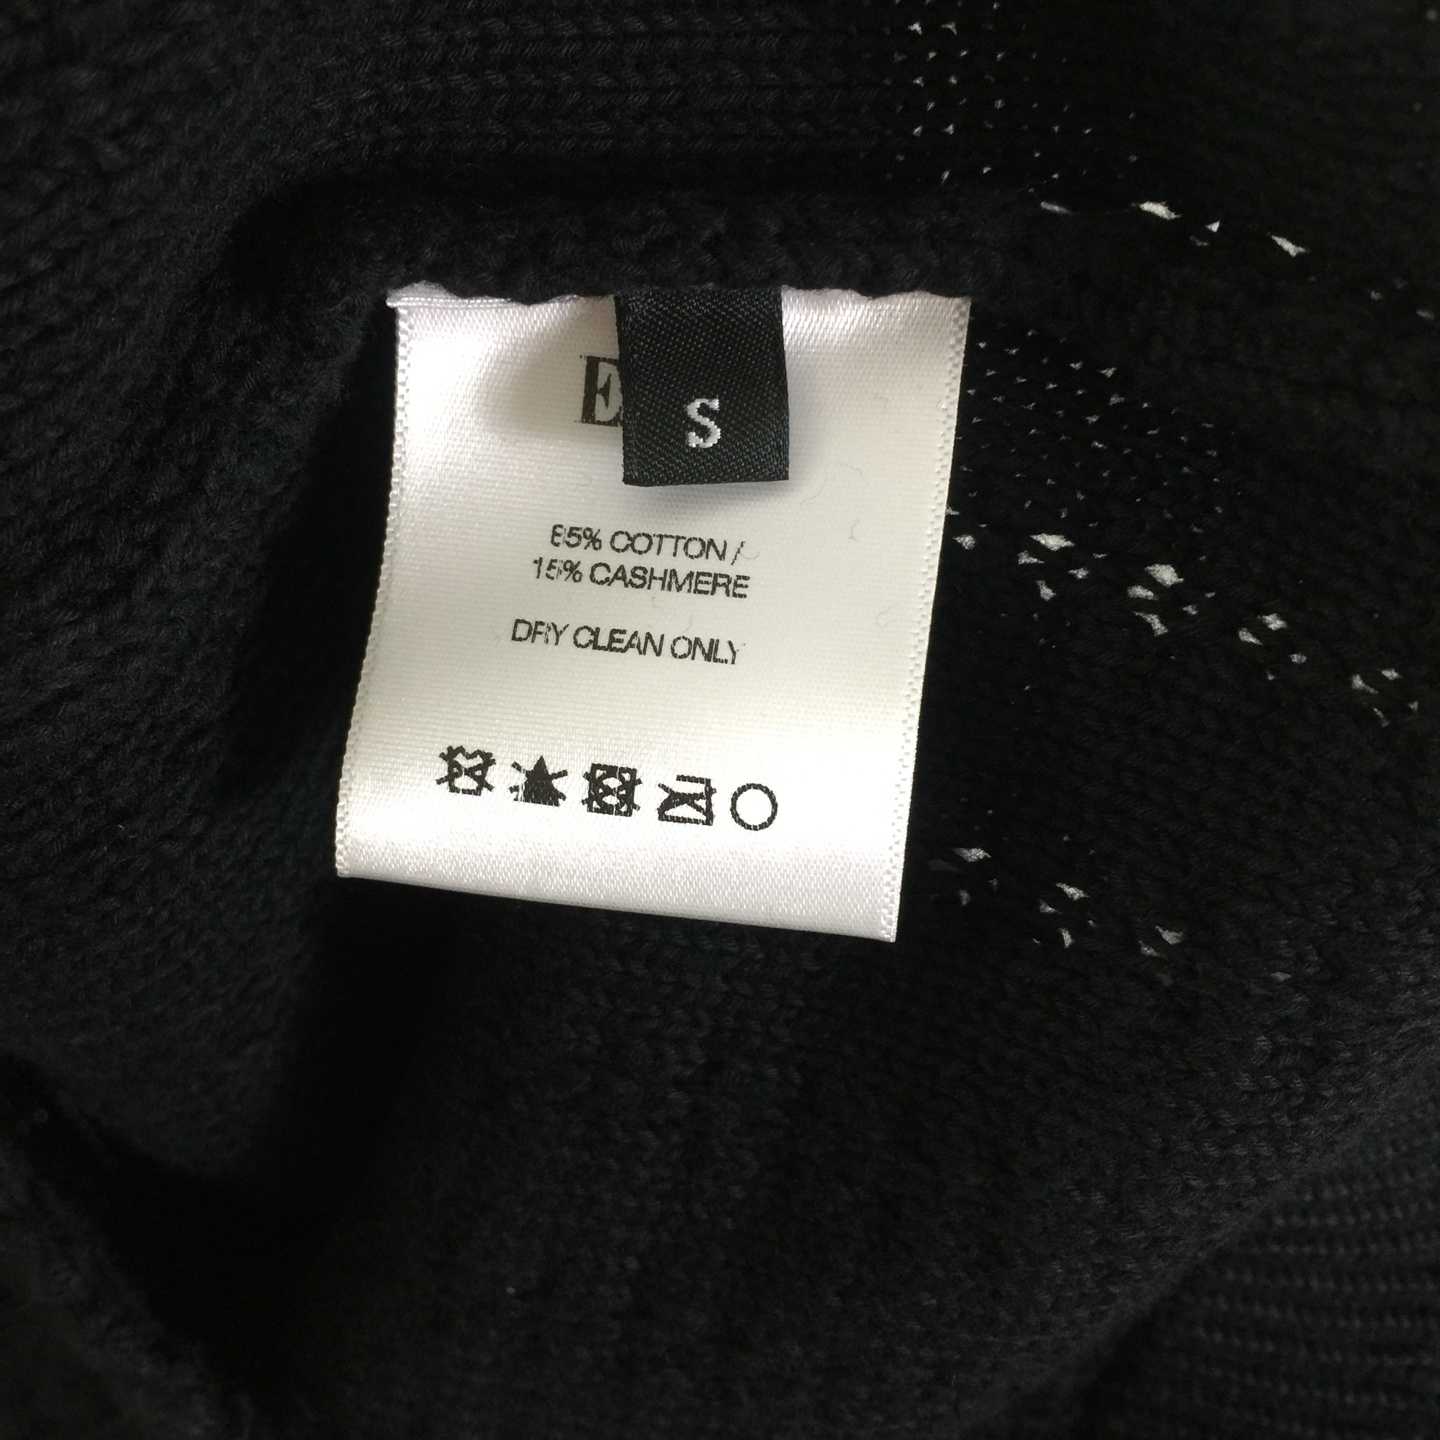 S
85% COTTON /
15% CASHMERE
DRY CLEAN ONLY